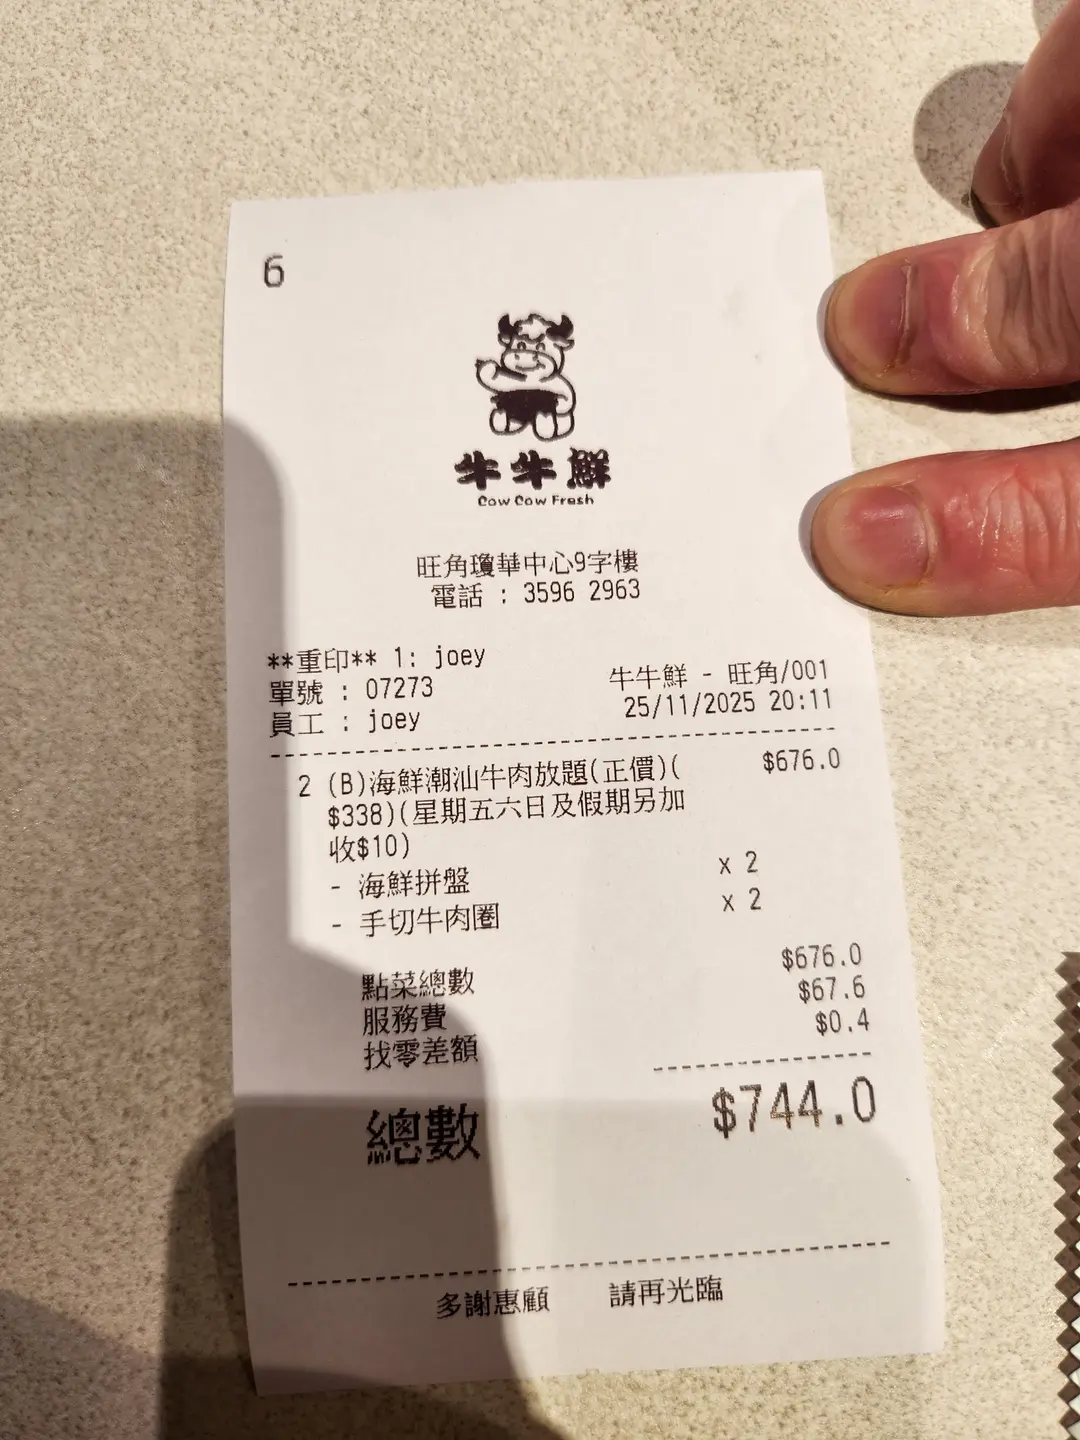 6
牛牛鮮
Cow Cow Fresh
旺角瓊華中心9字樓
電話 : 3596 2963
**重印** 1: joey
單號 : 07273
牛牛鮮 - 旺角/001
員工 : joey
25/11/2025 20:11
2 (B)海鮮潮汕牛肉放題(正價)( $676.0
$338)(星期五六日及假期另加
收$10)
- 海鮮拼盤 x 2
- 手切牛肉圈 x 2
點菜總數 $676.0
服務費 $67.6
找零差額 $0.4
總數 $744.0
多謝惠顧 請再光臨